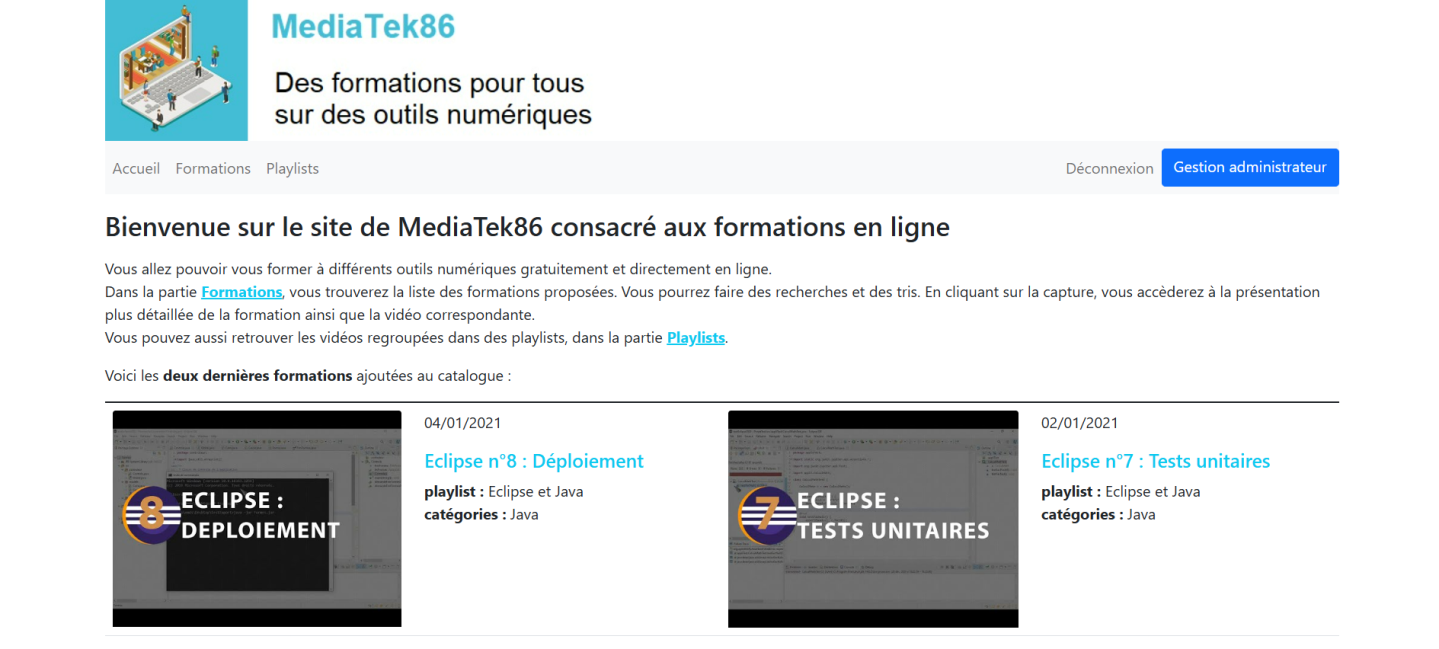 MediaTek86
Des formations pour tous
sur des outils numériques
Accueil Formations Playlists Déconnexion Gestion administrateur
Bienvenue sur le site de MediaTek86 consacré aux formations en ligne
Vous allez pouvoir vous former à différents outils numériques gratuitement et directement en ligne.
Dans la partie Formations, vous trouverez la liste des formations proposées. Vous pourrez faire des recherches et des tris. En cliquant sur la capture, vous accèderez à la présentation
plus détaillée de la formation ainsi que la vidéo correspondante.
Vous pouvez aussi retrouver les vidéos regroupées dans des playlists, dans la partie Playlists.
Voici les deux dernières formations ajoutées au catalogue :
8 ECLIPSE :
DEPLOIEMENT
04/01/2021
Eclipse n°8 : Déploiement
playlist : Eclipse et Java
catégories : Java
7 ECLIPSE :
TESTS UNITAIRES
02/01/2021
Eclipse n°7 : Tests unitaires
playlist : Eclipse et Java
catégories : Java